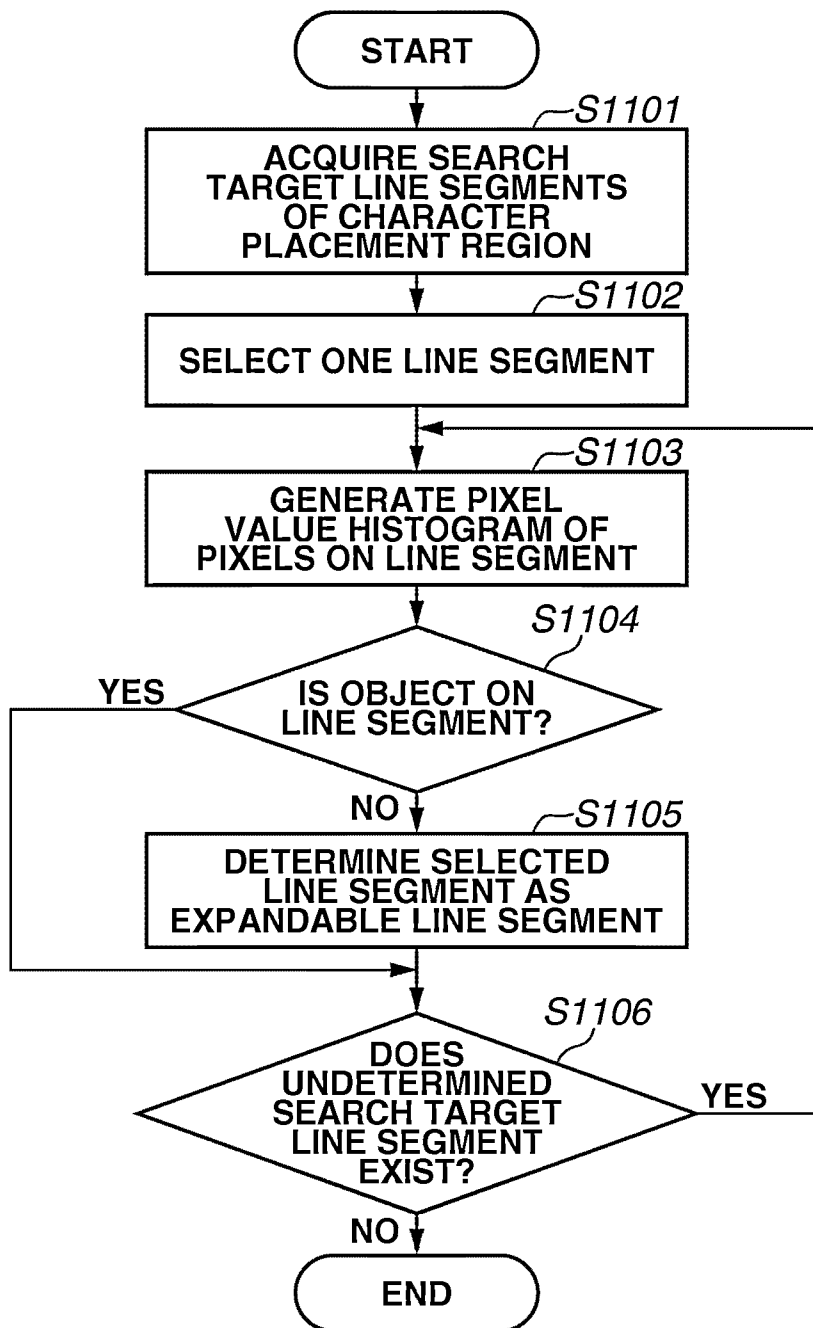 START
S1101
ACQUIRE SEARCH
TARGET LINE SEGMENTS
OF CHARACTER
PLACEMENT REGION
S1102
SELECT ONE LINE SEGMENT
S1103
GENERATE PIXEL
VALUE HISTOGRAM OF
PIXELS ON LINE SEGMENT
S1104
YES
IS OBJECT ON
LINE SEGMENT?
NO
S1105
DETERMINE SELECTED
LINE SEGMENT AS
EXPANDABLE LINE SEGMENT
S1106
DOES
UNDETERMINED
SEARCH TARGET
LINE SEGMENT
EXIST?
YES
NO
END